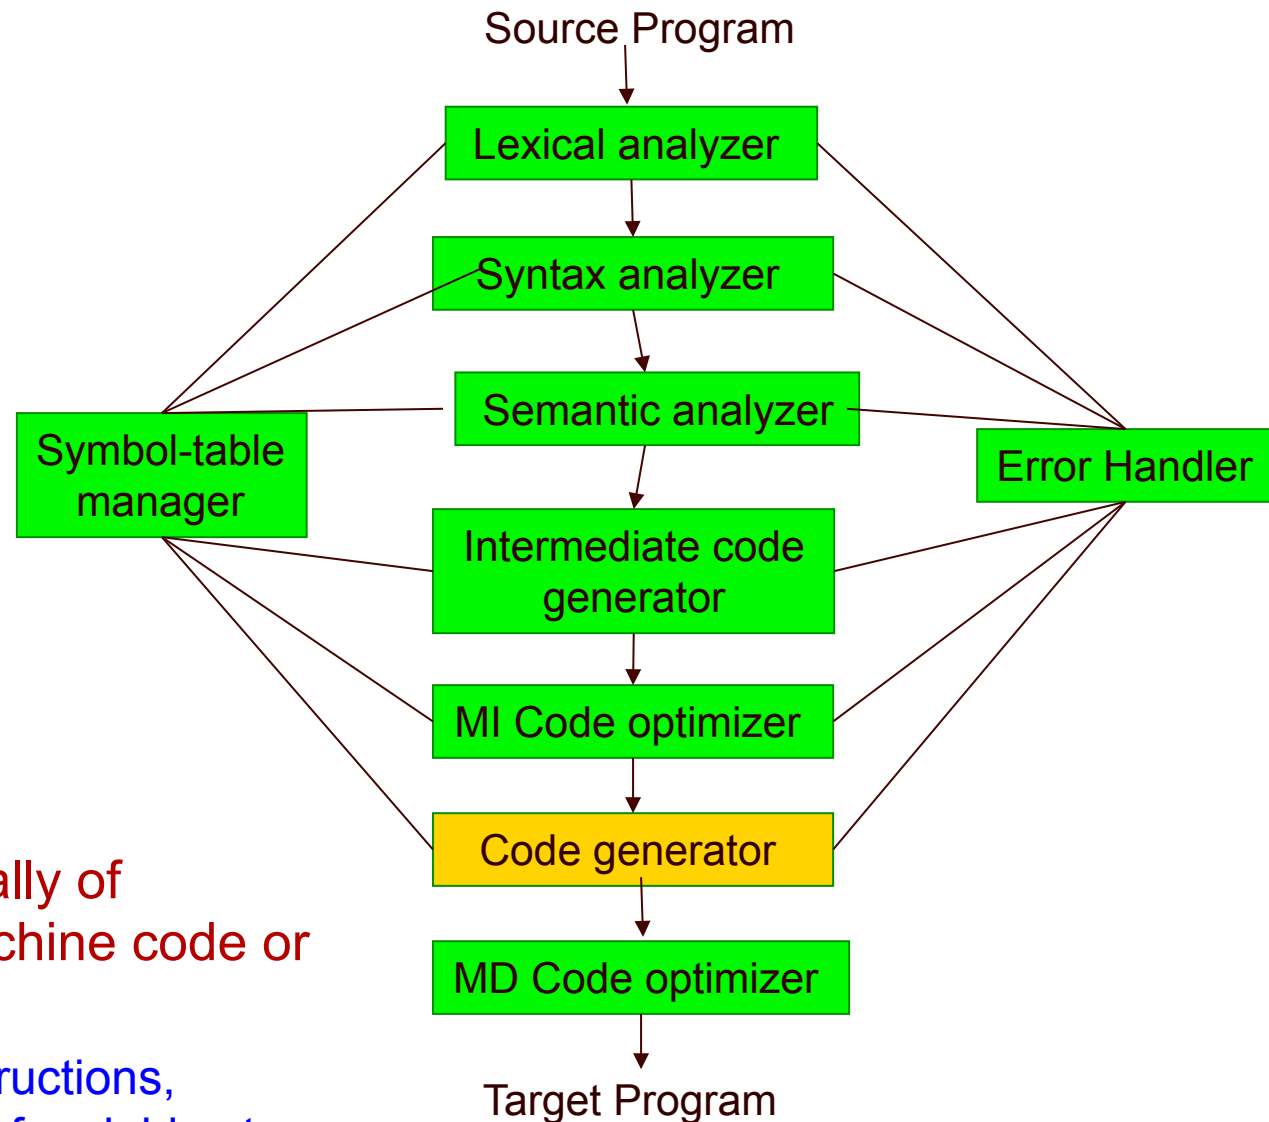 Source Program
Lexical analyzer
Syntax analyzer
Semantic analyzer
Symbol-table
manager
Error Handler
Intermediate code
generator
MI Code optimizer
Code generator
ally of
chine code or
MD Code optimizer
ructions,
Target Program